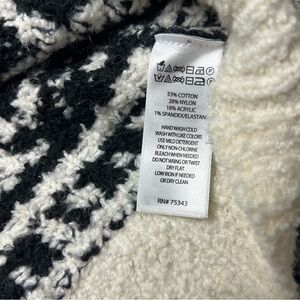 53% COTTON
28% NYLON
18% ACRYLIC
1% SPANDEX/ELASTAN
HAND WASH COLD
WASH WITH LIKE COLORS
USE MILD DETERGENT
ONLY NON-CHLORINE
BLEACH WHEN NEEDED
DO NOT WRING OR TWIST
DRY FLAT
LOW IRON IF NEEDED
OR DRY CLEAN
RN# 75343